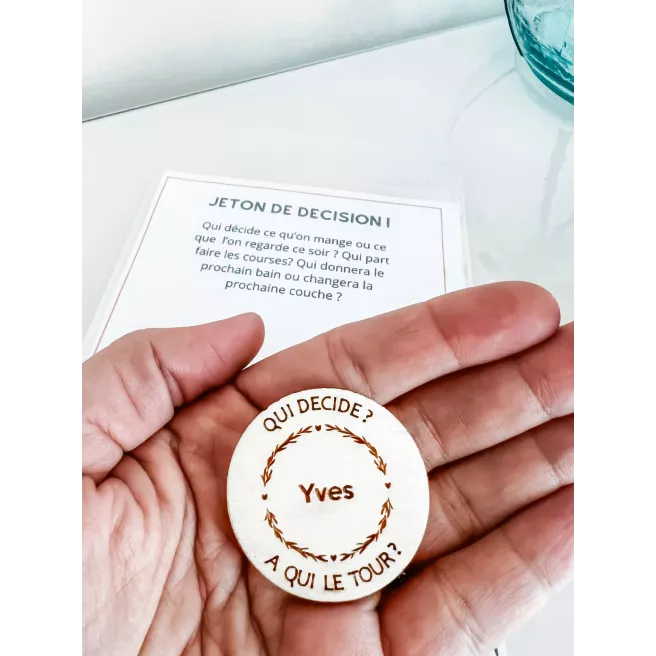 JETON DE DECISION !
Qui décide ce qu'on mange ou ce
que l'on regarde ce soir ? Qui part
faire les courses? Qui donnera le
prochain bain ou changera la
prochaine couche ?
QUI DECIDE ?
Yves
A QUI LE TOUR ?